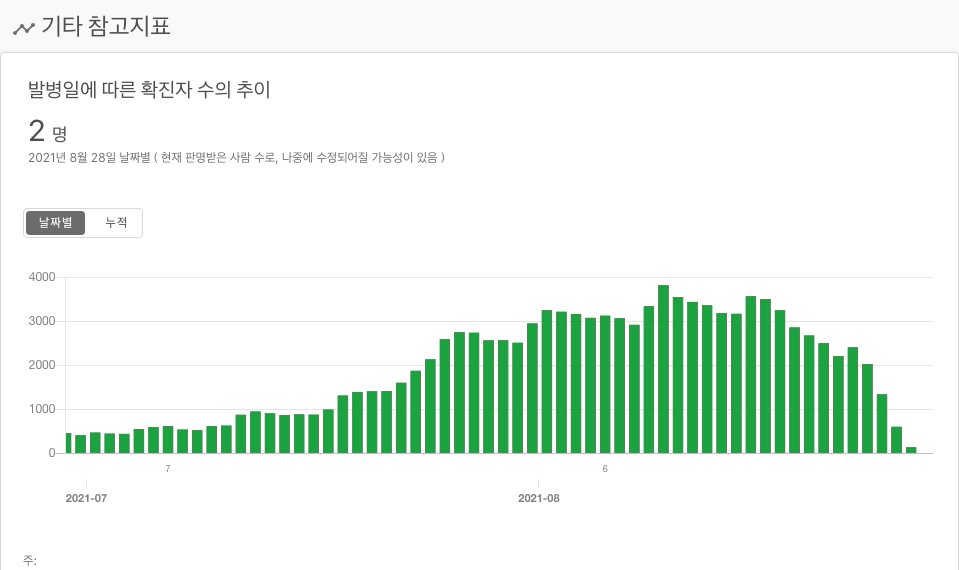 기타 참고지표
발병일에 따른 확진자 수의 추이
2 명
2021년 8월 28일 날짜별 ( 현재 판명받은 사람 수로, 나중에 수정되어질 가능성이 있음 )
날짜별 누적
4000
3000
2000
1000
0
7 6
2021-07 2021-08
주: